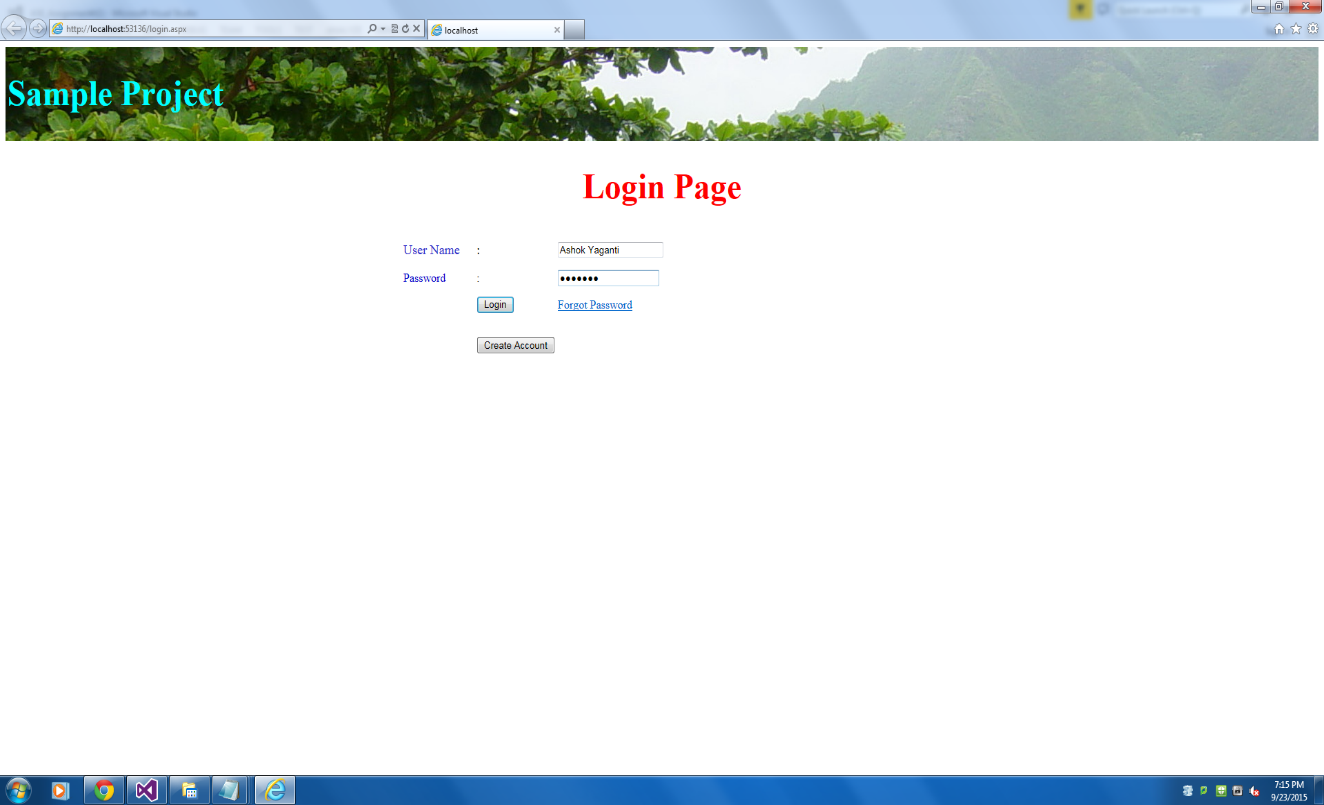 http://localhost:53136/login.aspx
localhost
Sample Project
Login Page
User Name :
Ashok Yaganti
Password :
•••••••
Login
Forgot Password
Create Account
7:15 PM
9/23/2015